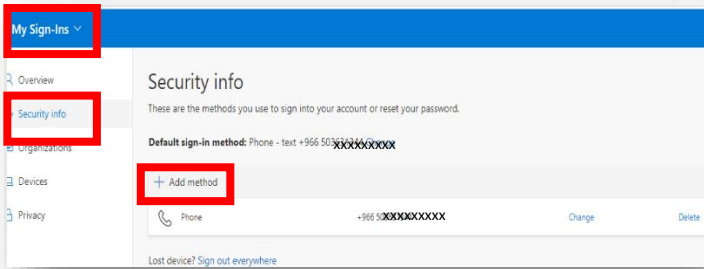 My Sign-Ins
Overview
Security info
Organizations
Devices
Privacy
Security info
These are the methods you use to sign into your account or reset your password.
Default sign-in method: Phone - text +966 XXXXXXXXX
+ Add method
Phone +966 XXXXXXXXX Change Delete
Lost device? Sign out everywhere